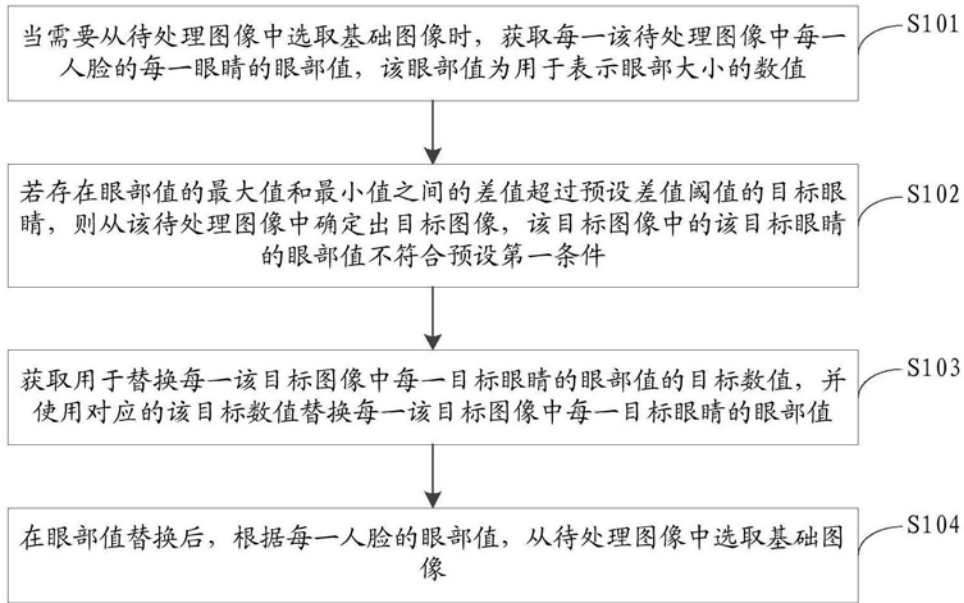 当需要从待处理图像中选取基础图像时，获取每一该待处理图像中每一
人脸的每一眼睛的眼部值，该眼部值为用于表示眼部大小的数值
S101
若存在眼部值的最大值和最小值之间的差值超过预设差值阈值的目标眼
睛，则从该待处理图像中确定出目标图像，该目标图像中的该目标眼睛
的眼部值不符合预设第一条件
S102
获取用于替换每一该目标图像中每一目标眼睛的眼部值的目标数值，并
使用对应的该目标数值替换每一该目标图像中每一目标眼睛的眼部值
S103
在眼部值替换后，根据每一人脸的眼部值，从待处理图像中选取基础图
像
S104